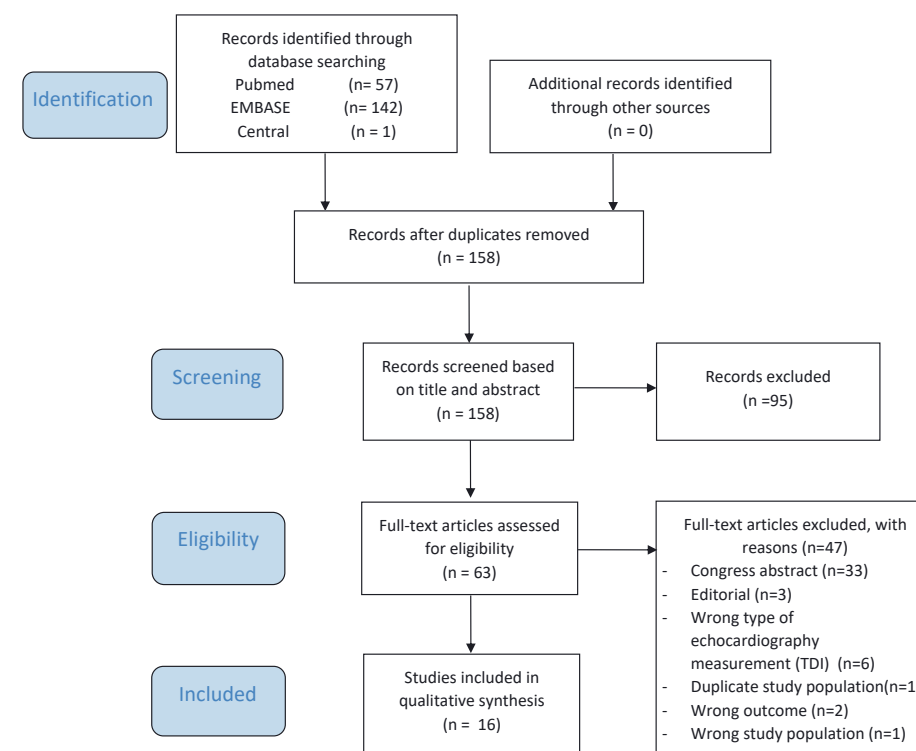 Identification
Records identified through
database searching
Pubmed (n= 57)
EMBASE (n= 142)
Central (n = 1)
Additional records identified
through other sources
(n = 0)
Records after duplicates removed
(n = 158)
Screening
Records screened based
on title and abstract
(n = 158)
Records excluded
(n =95)
Eligibility
Full-text articles assessed
for eligibility
(n = 63)
Full-text articles excluded, with
reasons (n=47)
- Congress abstract (n=33)
- Editorial (n=3)
- Wrong type of
echocardiography
measurement (TDI) (n=6)
- Duplicate study population(n=1
- Wrong outcome (n=2)
- Wrong study population (n=1)
Included
Studies included in
qualitative synthesis
(n = 16)